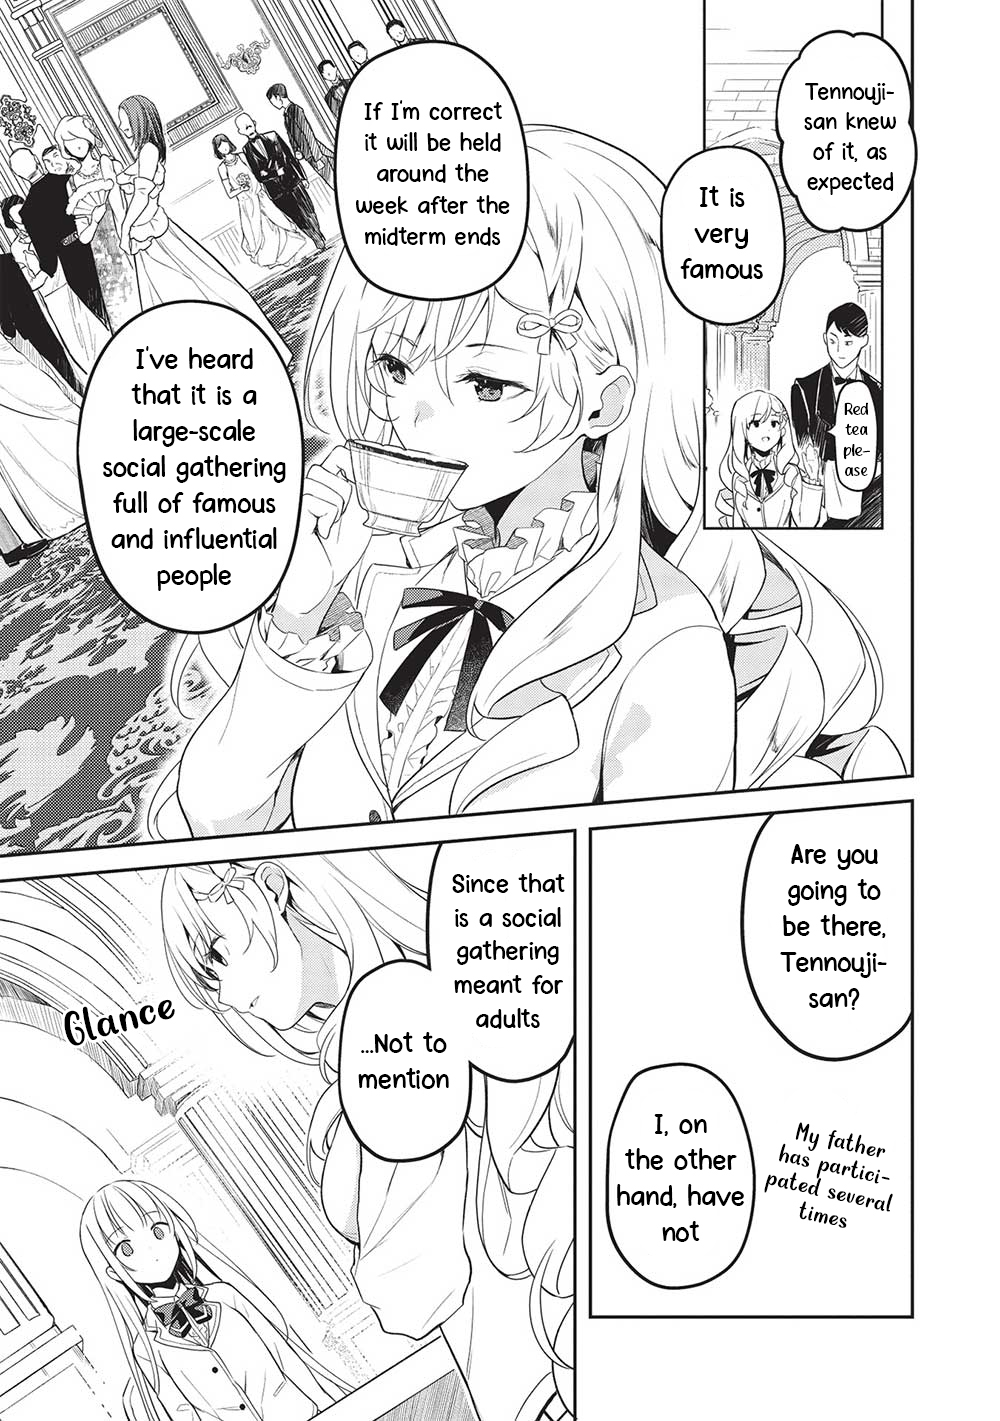 Tennouji-
san knew
of it, as
expected
It is
very
famous
Red
tea
ple-
ase
If I'm correct
it will be held
around the
week after the
midterm ends
I've heard
that it is a
large-scale
social gathering
full of famous
and influential
people
Are you
going to
be there,
Tennouji-
san?
My father
has partici-
pated several
times
I, on
the other
hand, have
not
Since that
is a social
gathering
meant for
adults
...Not to
mention
Glance